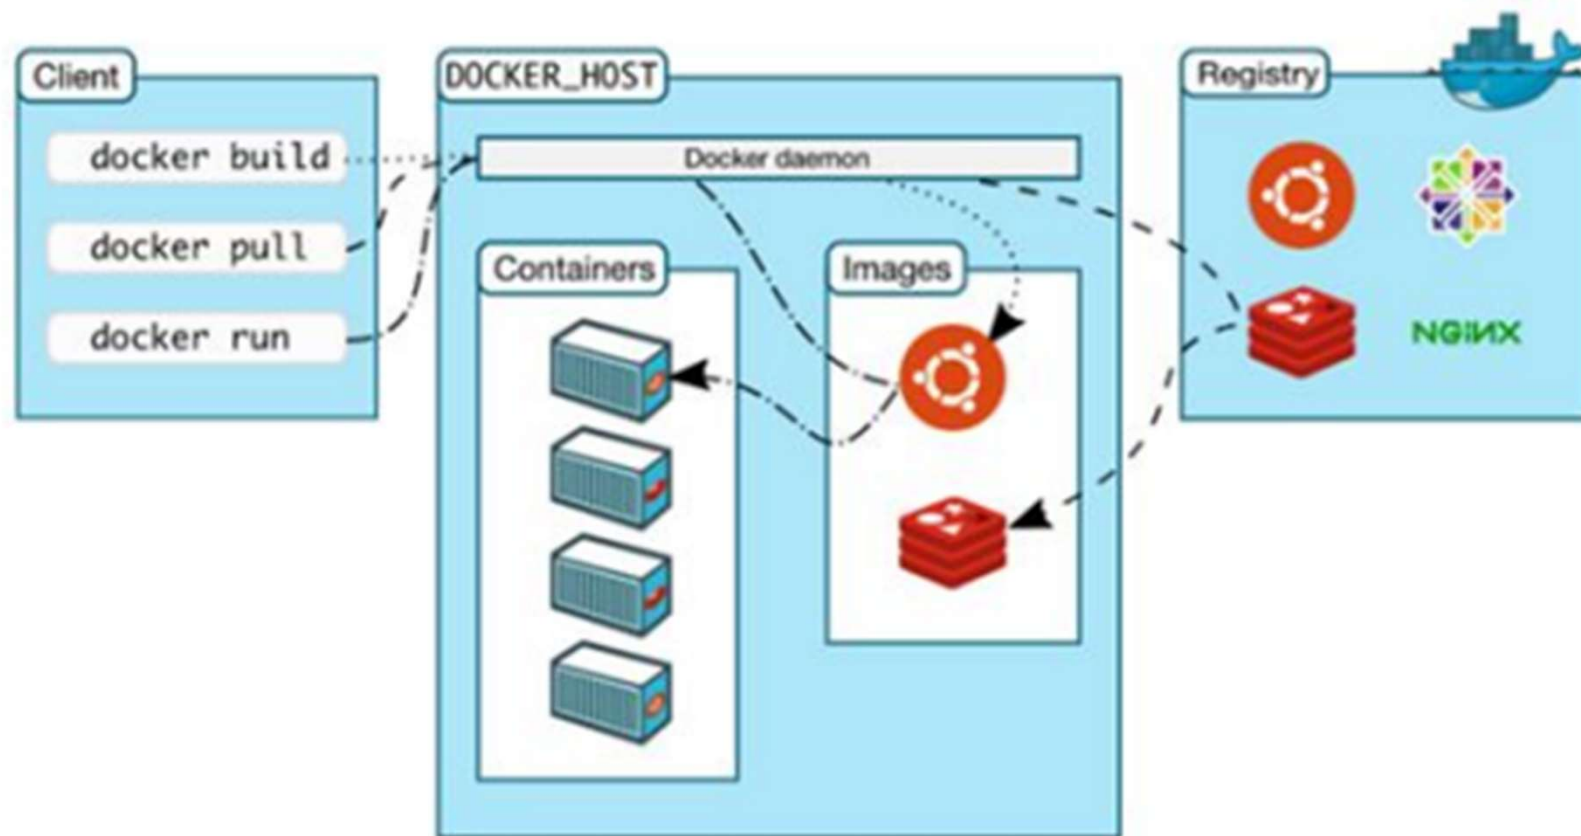 Client
docker build
docker pull
docker run
DOCKER_HOST
Docker daemon
Containers
Images
Registry
NGiNX